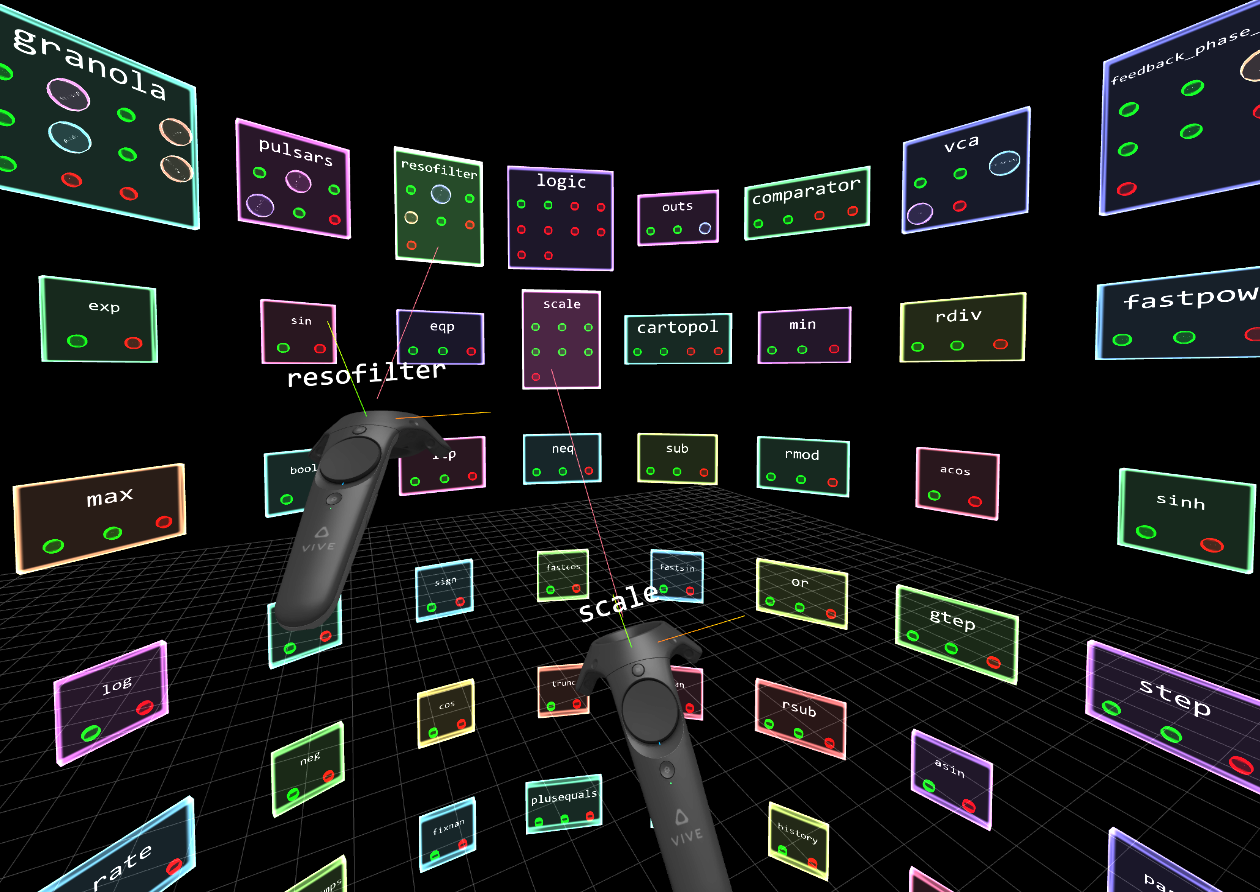 granola
pulsars
resofilter
logic
outs
comparator
vca
feedback_phase_
exp
sin
eqp
scale
cartopol
min
rdiv
fastpow
resofilter
max
bool
neq
sub
rmod
acos
sinh
VIVE
sign
fastcos
fastsin
or
gtep
scale
log
cos
trunc
rsub
step
neg
asin
plusequals
VIVE
fixnan
history
rate